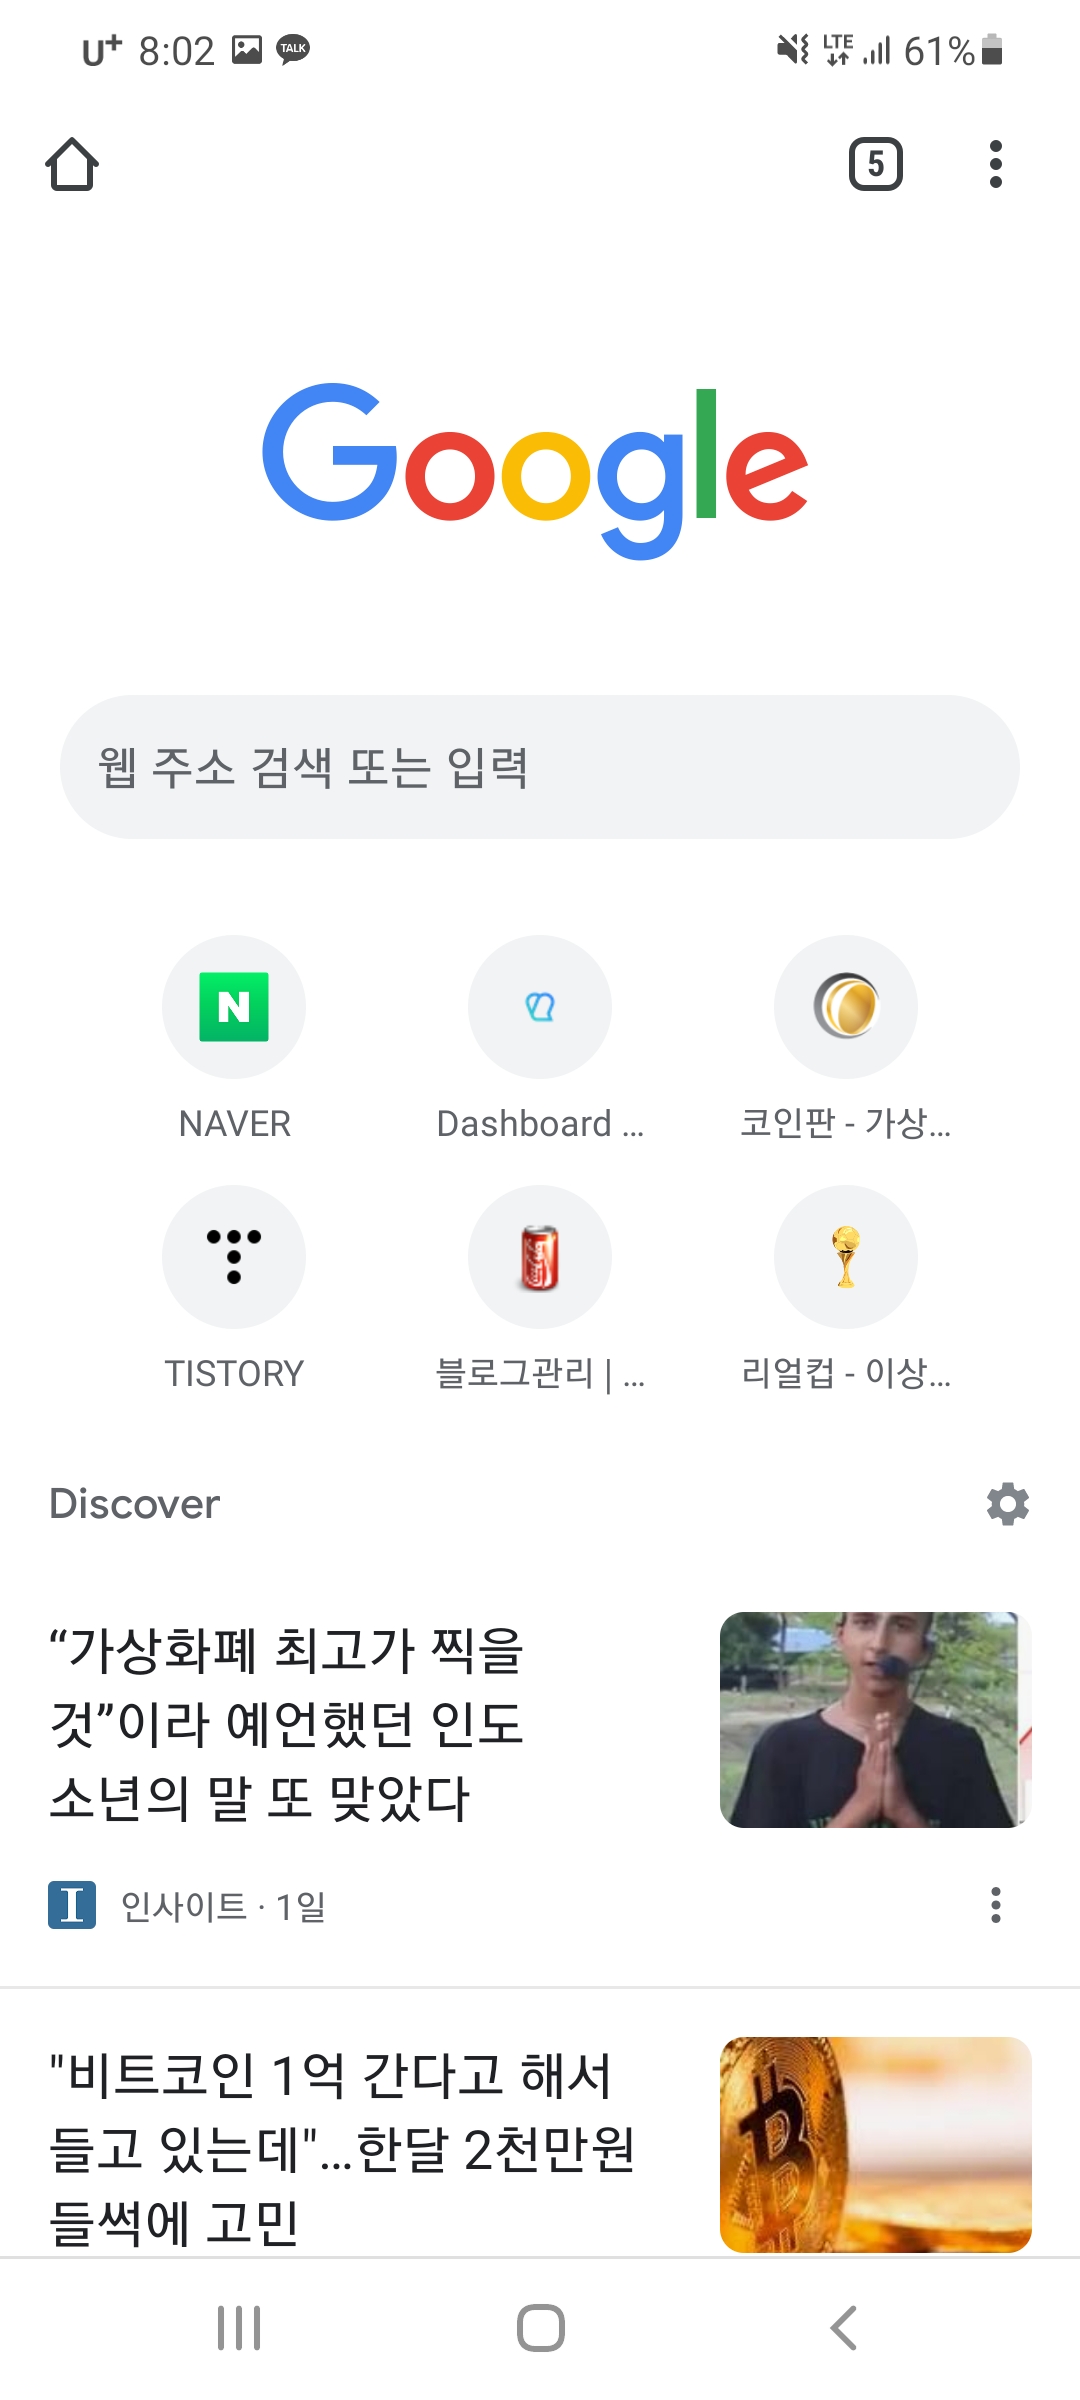 U+ 8:02 TALK LTE 61%
5
Google
웹 주소 검색 또는 입력
N
NAVER Dashboard ... 코인판 - 가상...
TISTORY 블로그관리 | ... 리얼컵 - 이상...
Discover
“가상화폐 최고가 찍을
것”이라 예언했던 인도
소년의 말 또 맞았다
I 인사이트 · 1일
"비트코인 1억 간다고 해서
들고 있는데"...한달 2천만원
들썩에 고민